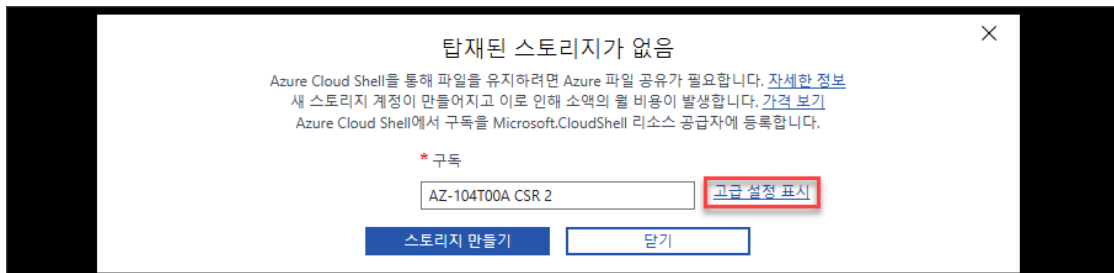 탑재된 스토리지가 없음
Azure Cloud Shell을 통해 파일을 유지하려면 Azure 파일 공유가 필요합니다. 자세한 정보
새 스토리지 계정이 만들어지고 이로 인해 소액의 월 비용이 발생합니다. 가격 보기
Azure Cloud Shell에서 구독을 Microsoft.CloudShell 리소스 공급자에 등록합니다.
* 구독
AZ-104T00A CSR 2
고급 설정 표시
스토리지 만들기
닫기